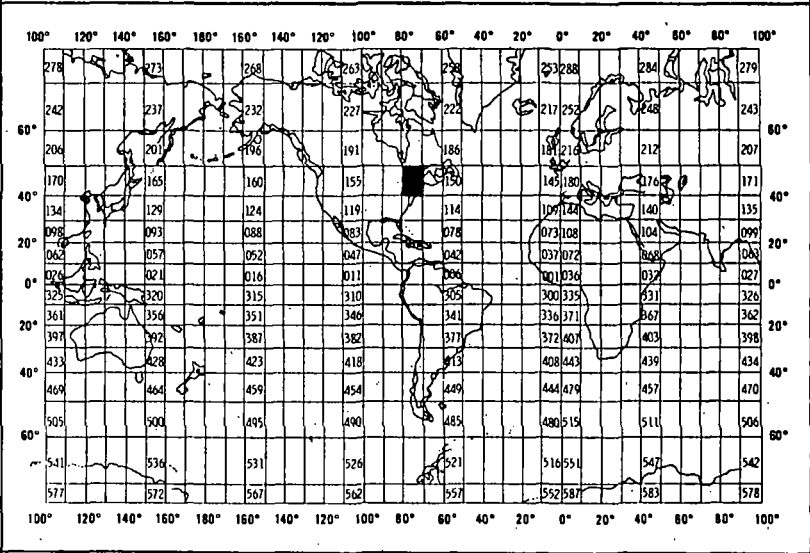 100° 120° 140° 160° 180° 160° 140° 120° 100° 80° 60° 40° 20° 0° 20° 40° 60° 80° 100°
278 273 268 263 258 253 288 284 279
242 237 232 227 222 217 252 248 243
60° 60°
206 201 196 191 186 181 216 212 207
170 165 160 155 150 145 180 176 171
40° 40°
134 129 124 119 114 109 144 140 135
098 093 088 083 078 073 108 104 099
20° 20°
062 057 052 047 042 037 072 068 063
026 021 016 011 006 001 036 032 027
0° 0°
325 320 315 310 305 300 335 331 326
361 356 351 346 341 336 371 367 362
20° 20°
397 392 387 382 377 372 407 403 398
433 428 423 418 413 408 443 439 434
40° 40°
469 464 459 454 449 444 479 457 470
505 500 495 490 485 480 515 511 506
60° 60°
541 536 531 526 521 516 551 547 542
577 572 567 562 557 552 587 583 578
100° 120° 140° 160° 180° 160° 140° 120° 100° 80° 60° 40° 20° 0° 20° 40° 60° 80° 100°